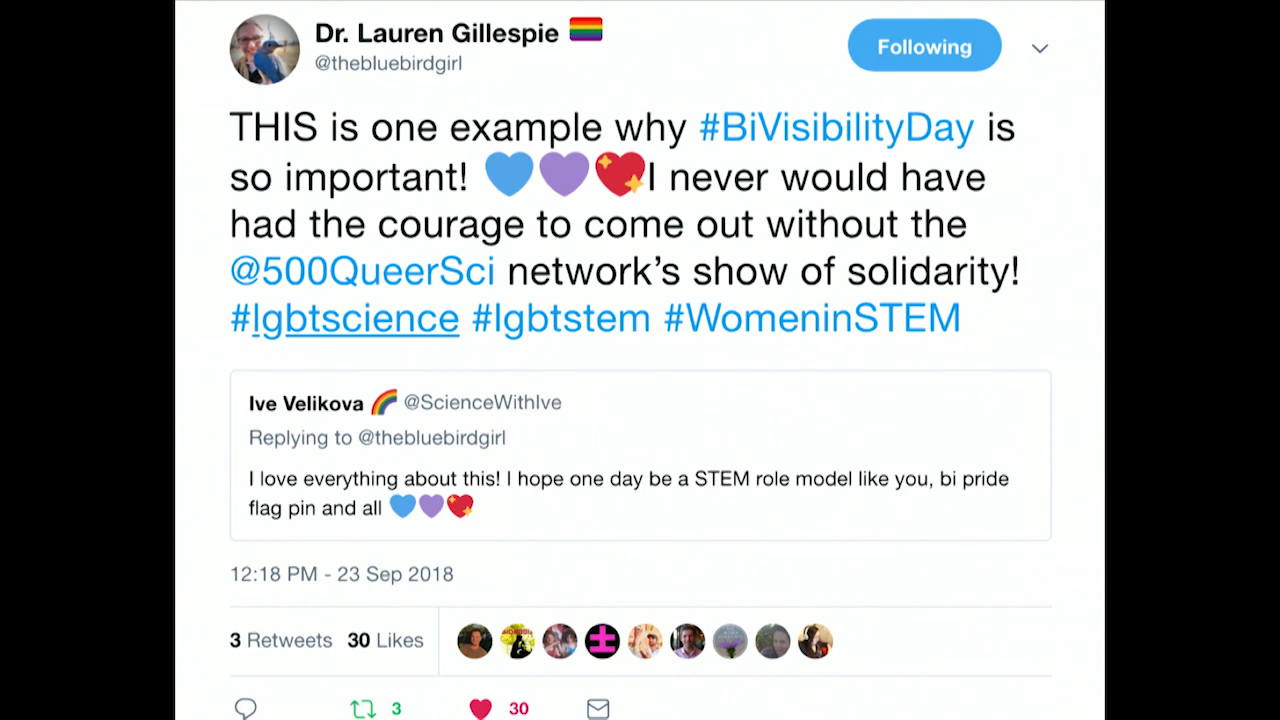 Dr. Lauren Gillespie 🏳️‍🌈
@thebluebirdgirl
Following
THIS is one example why #BiVisibilityDay is
so important! 💙💜💖I never would have
had the courage to come out without the
@500QueerSci network’s show of solidarity!
#lgbtscience #lgbtstem #WomeninSTEM
Ive Velikova 🌈 @ScienceWithIve
Replying to @thebluebirdgirl
I love everything about this! I hope one day be a STEM role model like you, bi pride
flag pin and all 💙💜💖
12:18 PM - 23 Sep 2018
3 Retweets 30 Likes
3 30